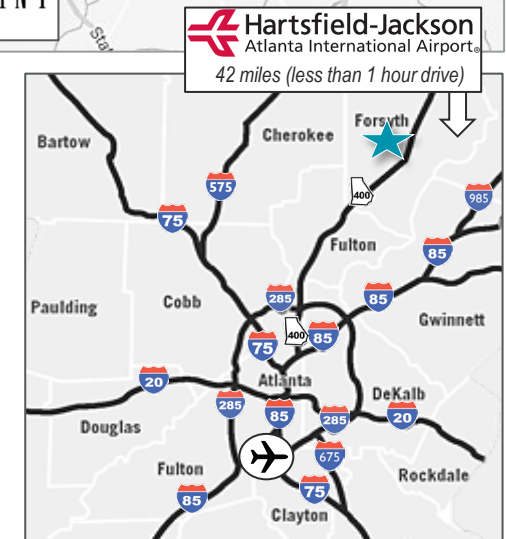 Hartsfield-Jackson
Atlanta International Airport®
42 miles (less than 1 hour drive)
Forsyth
Cherokee
Bartow
575
400
985
75
Fulton
85
285
85
Paulding
Cobb
Gwinnett
400
85
75
20
Atlanta
DeKalb
285
85
285
20
Douglas
675
Fulton
Rockdale
85
75
Clayton